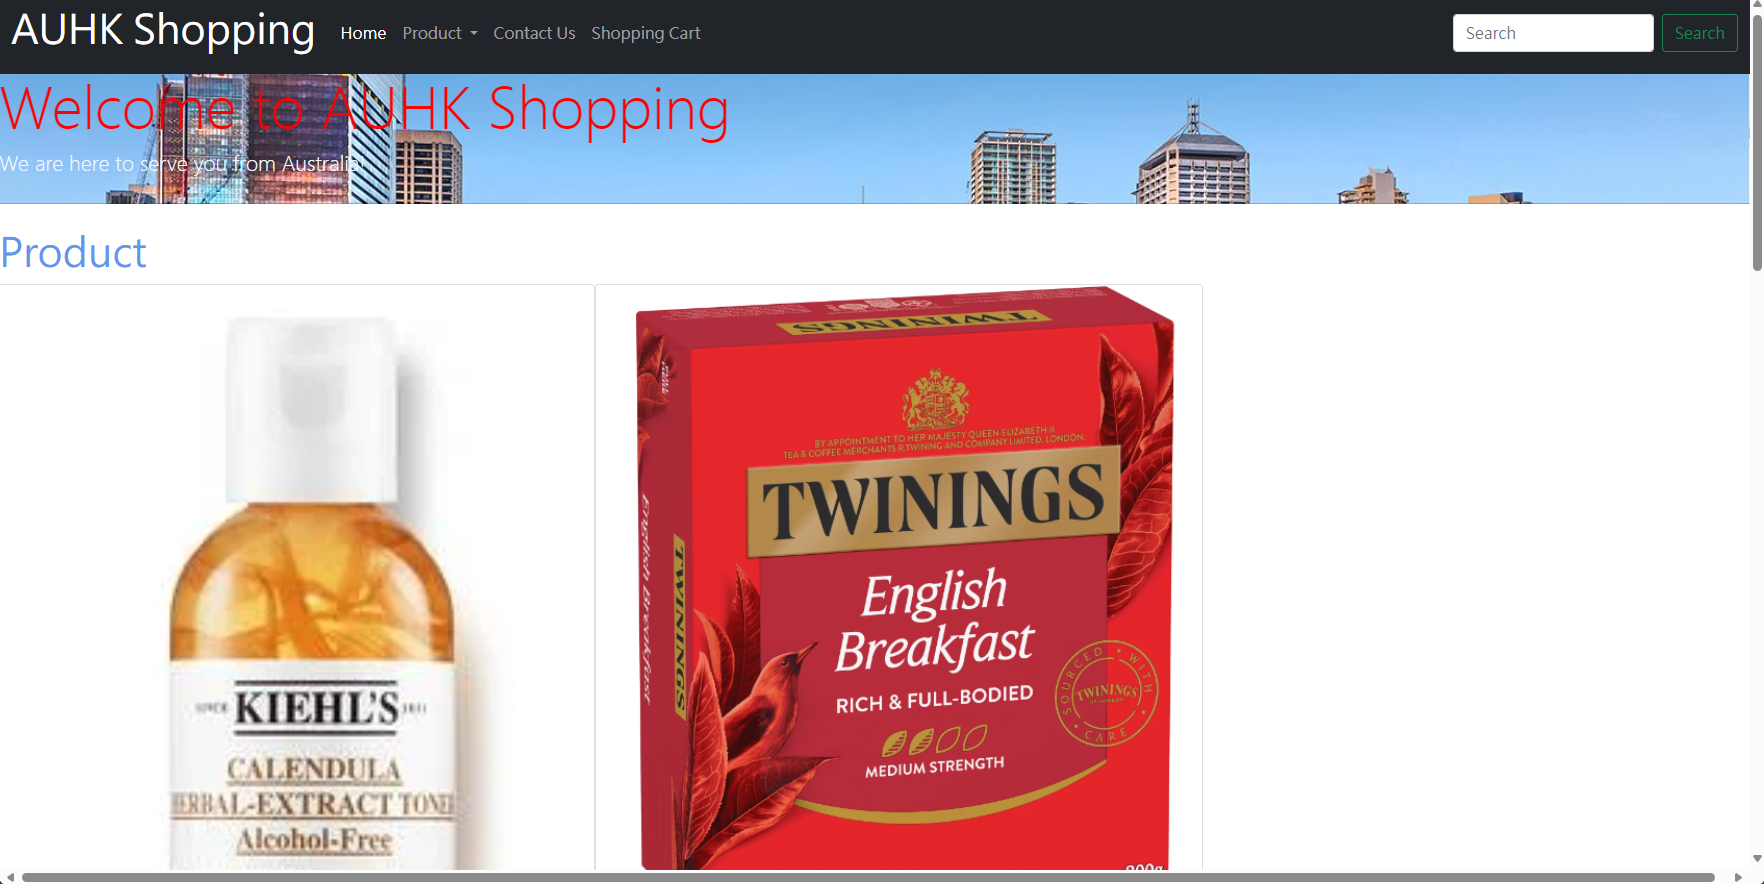 AUHK Shopping
Home
Product
Contact Us
Shopping Cart
Search
Search
Welcome to AUHK Shopping
We are here to serve you from Australia!
Product
SINCE KIEHL'S 1851
CALENDULA
HERBAL-EXTRACT TONE
Alcohol-Free
TWININGS
BY APPOINTMENT TO HER MAJESTY QUEEN ELIZABETH II
TEA & COFFEE MERCHANTS R.TWINING AND COMPANY LIMITED, LONDON.
TWININGS
English
Breakfast
RICH & FULL-BODIED
MEDIUM STRENGTH
SOURCED • WITH • CARE •
TWININGS
OF LONDON
English Breakfast
TWININGS
200g